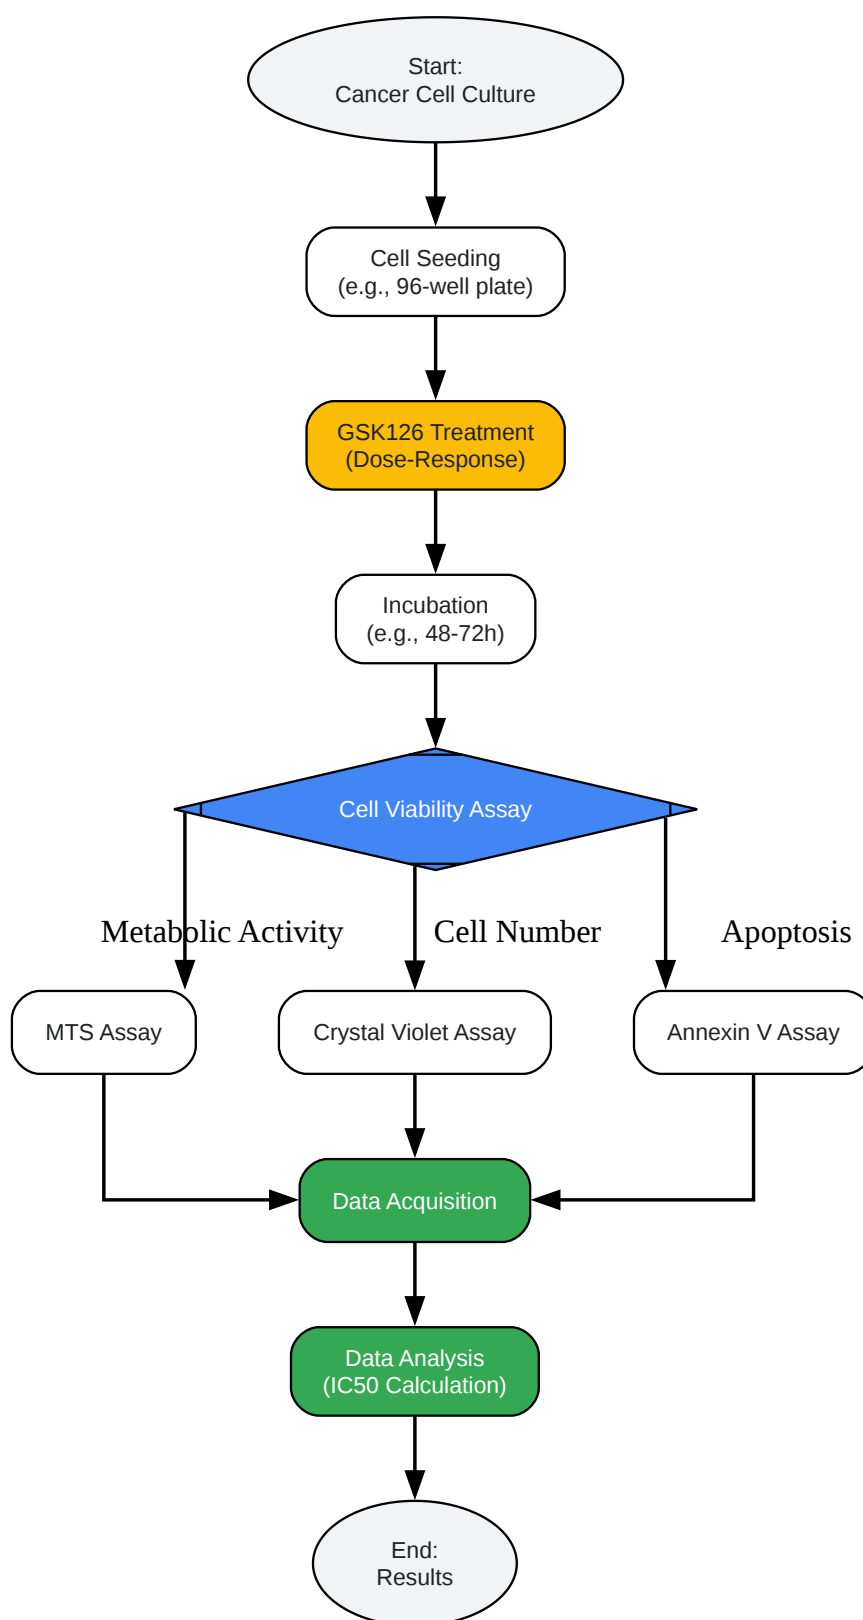 Start:
Cancer Cell Culture
Cell Seeding
(e.g., 96-well plate)
GSK126 Treatment
(Dose-Response)
Incubation
(e.g., 48-72h)
Cell Viability Assay
Metabolic Activity
Cell Number
Apoptosis
MTS Assay
Crystal Violet Assay
Annexin V Assay
Data Acquisition
Data Analysis
(IC50 Calculation)
End:
Results